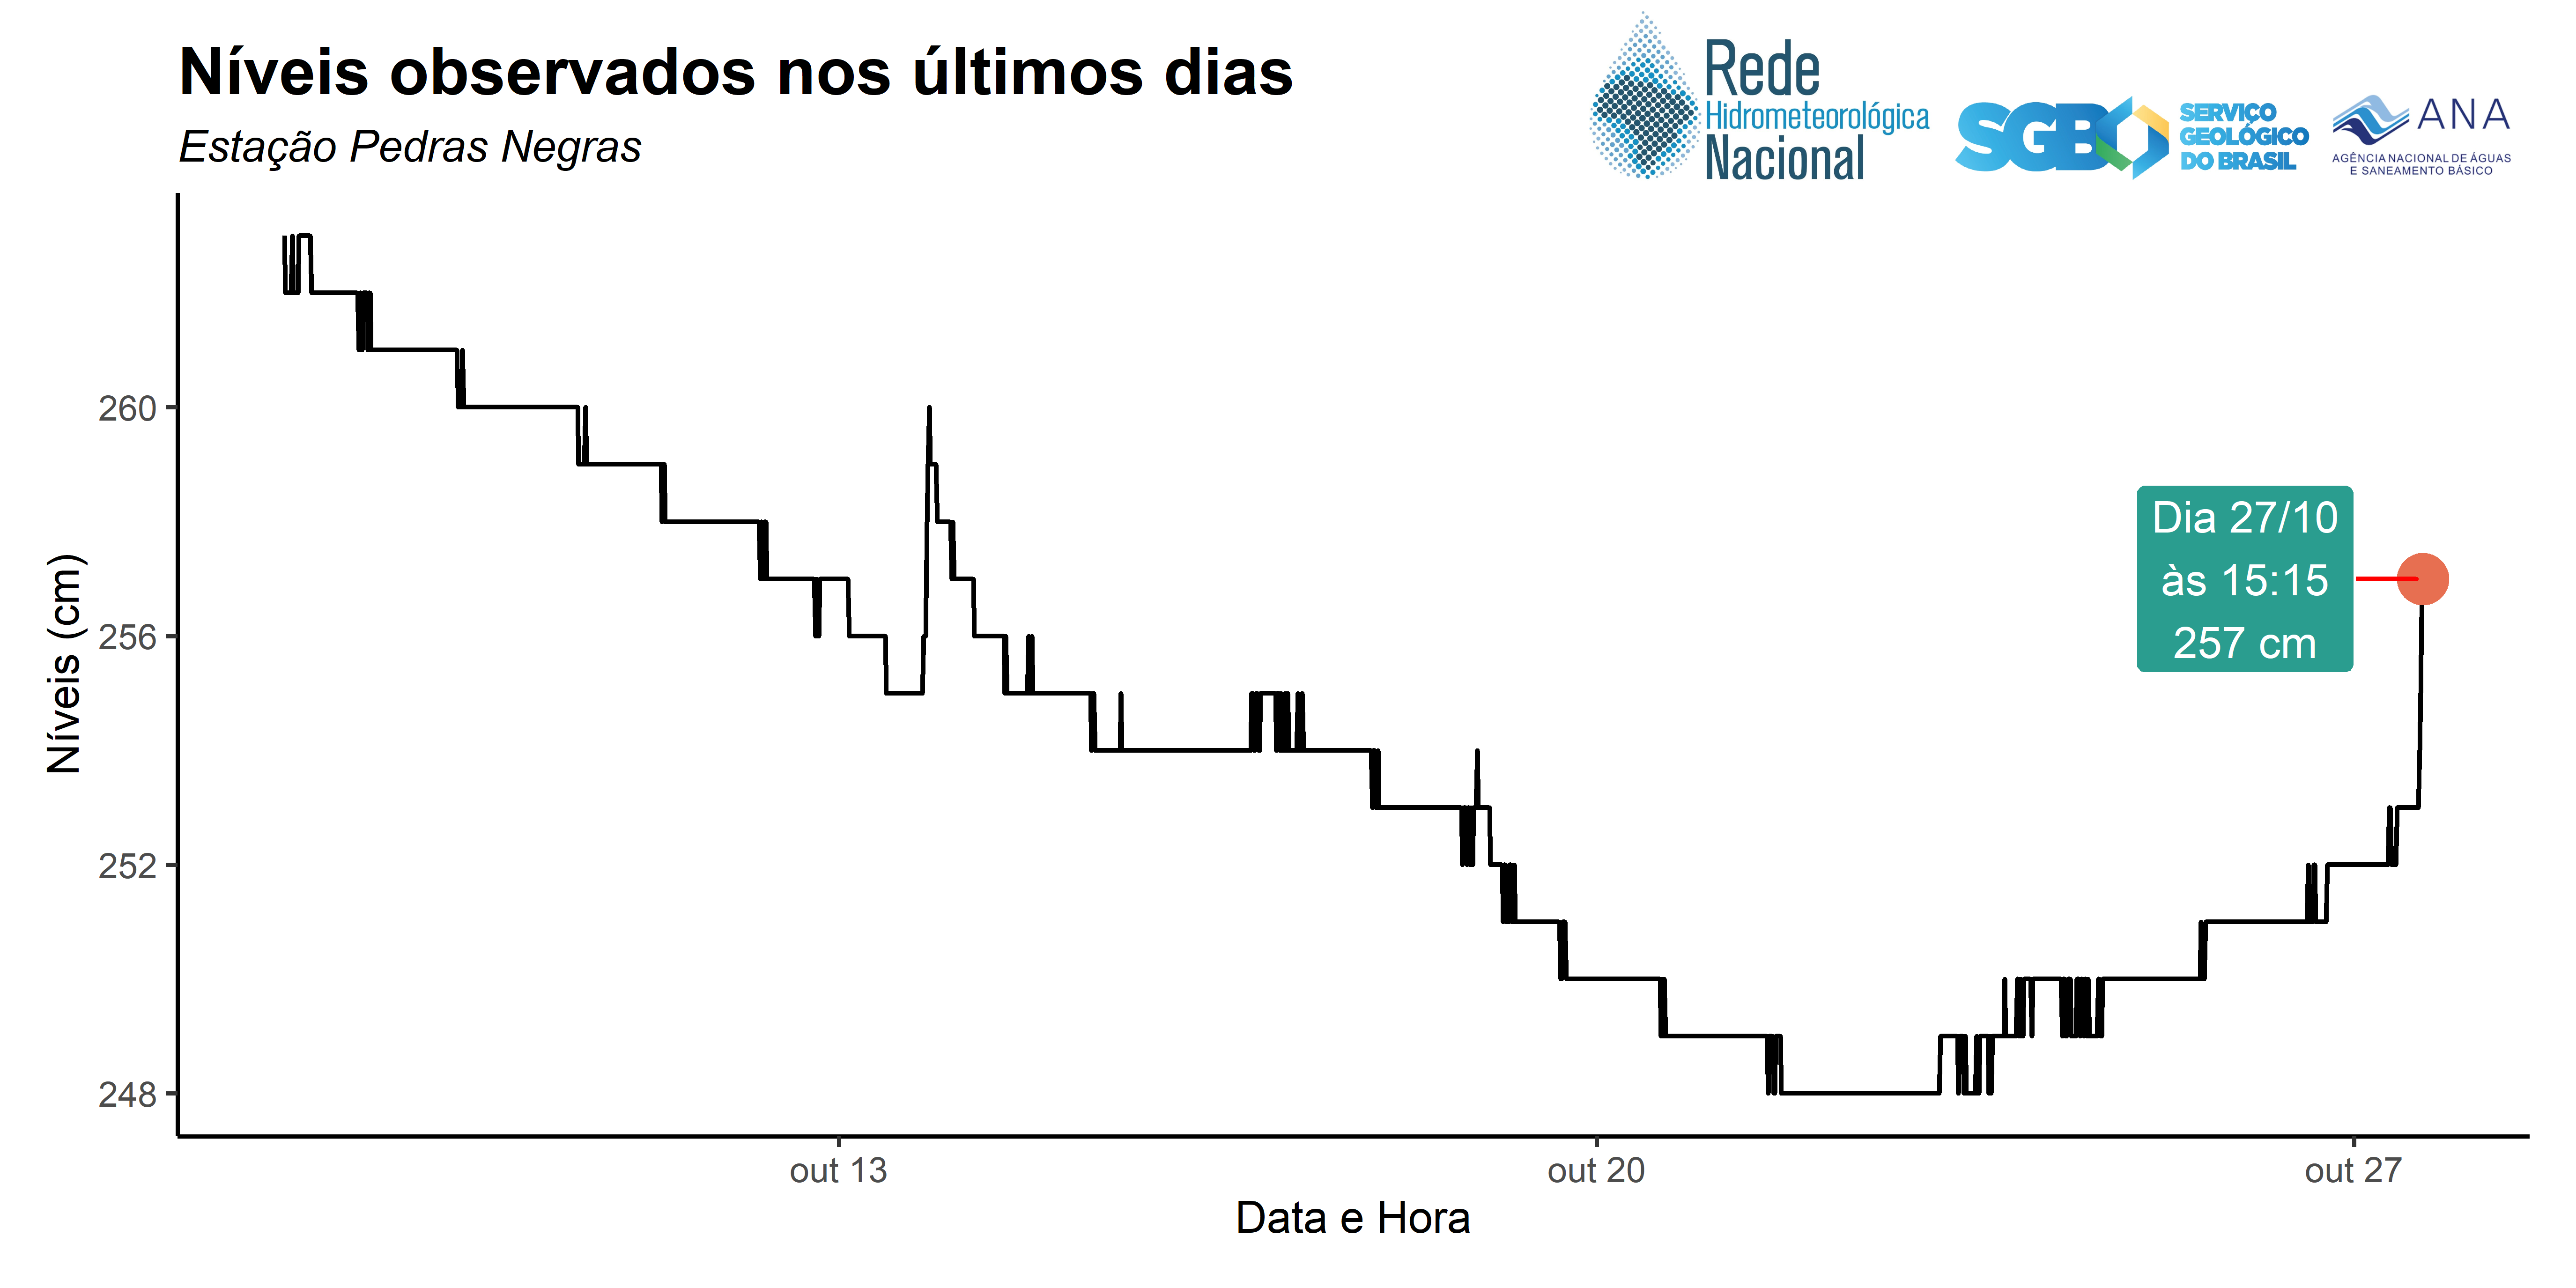 Níveis observados nos últimos dias
Estação Pedras Negras
Rede
Hidrometeorológica
Nacional
SGB
SERVIÇO
GEOLÓGICO
DO BRASIL
ANA
AGÊNCIA NACIONAL DE ÁGUAS
E SANEAMENTO BÁSICO
Níveis (cm)
260
256
252
248
Dia 27/10
às 15:15
257 cm
out 13
out 20
out 27
Data e Hora